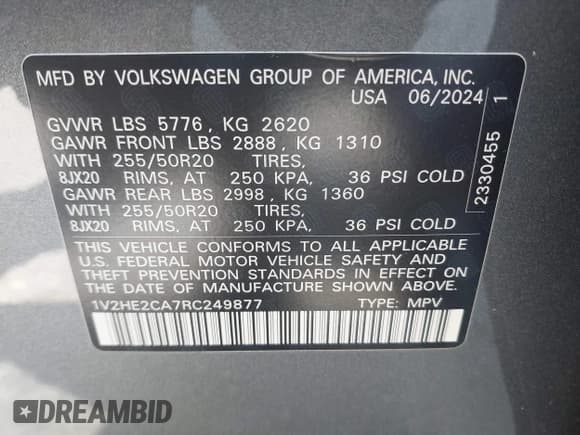 MFD BY VOLKSWAGEN GROUP OF AMERICA, INC.
USA 06/2024
GVWR LBS 5776 , KG 2620
GAWR FRONT LBS 2888 , KG 1310
WITH 255/50R20 TIRES,
8JX20 RIMS, AT 250 KPA, 36 PSI COLD
GAWR REAR LBS 2998 , KG 1360
WITH 255/50R20 TIRES,
8JX20 RIMS, AT 250 KPA, 36 PSI COLD
THIS VEHICLE CONFORMS TO ALL APPLICABLE
U.S. FEDERAL MOTOR VEHICLE SAFETY AND
THEFT PREVENTION STANDARDS IN EFFECT ON
THE DATE OF MANUFACTURE SHOWN ABOVE.
1V2HE2CA7RC249877 TYPE: MPV
2330455 1
DREAMBID